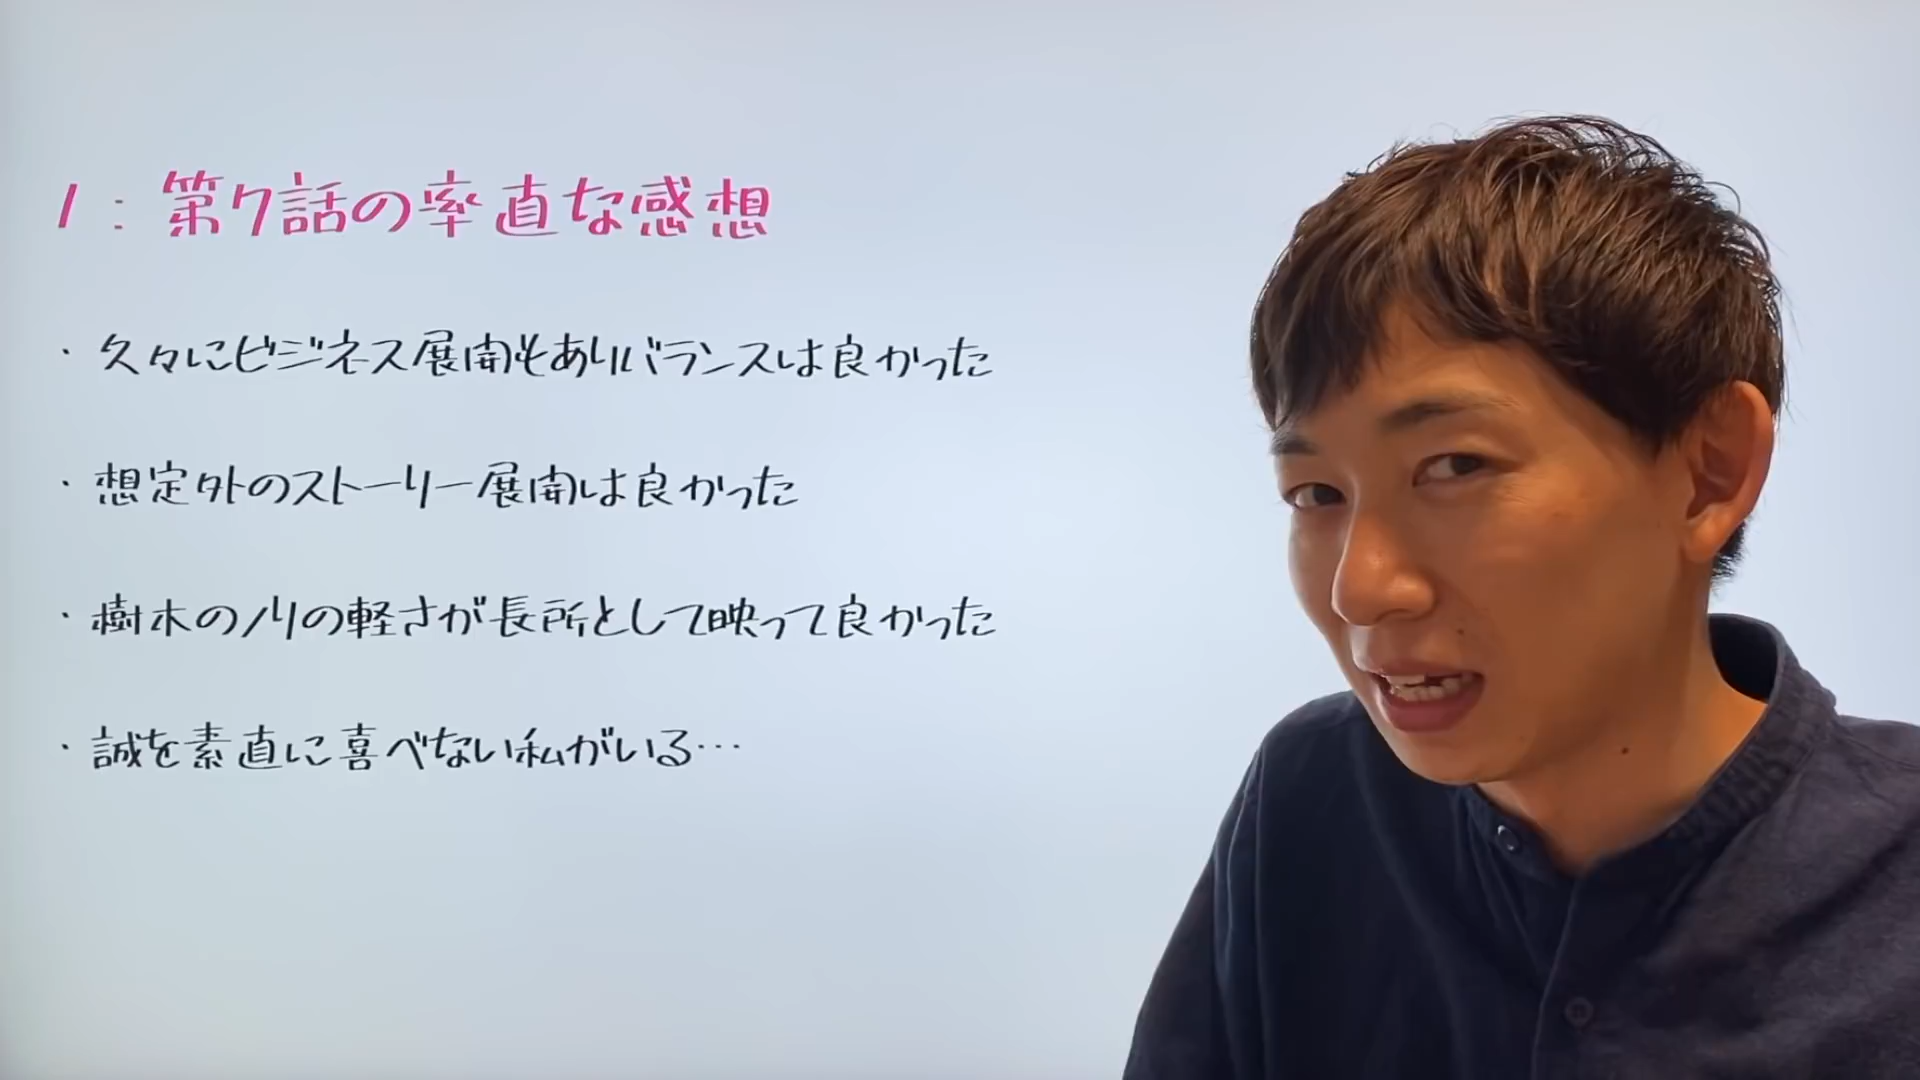 1：第7話の率直な感想
・久々にビジネス展開もありバランスは良かった
・想定外のストーリー展開は良かった
・樹木のノリの軽さが長所として映って良かった
・誠を素直に喜べない私がいる…